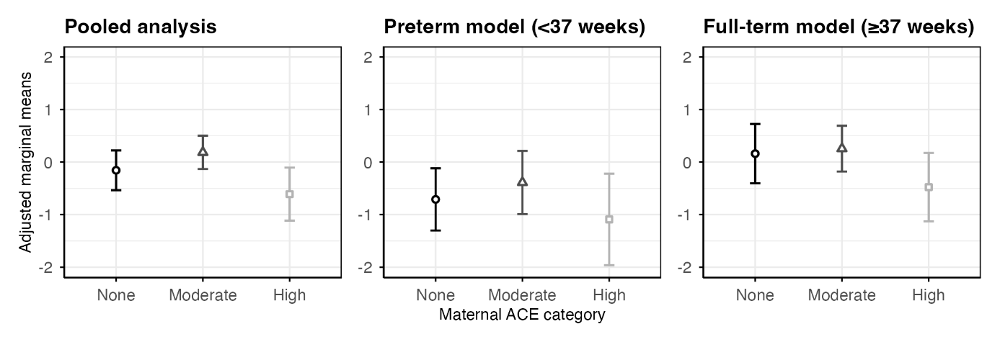 Pooled analysis
Preterm model (<37 weeks)
Full-term model (≥37 weeks)
Adjusted marginal means
2
1
0
-1
-2
None Moderate High
2
1
0
-1
-2
None Moderate High
2
1
0
-1
-2
None Moderate High
Maternal ACE category